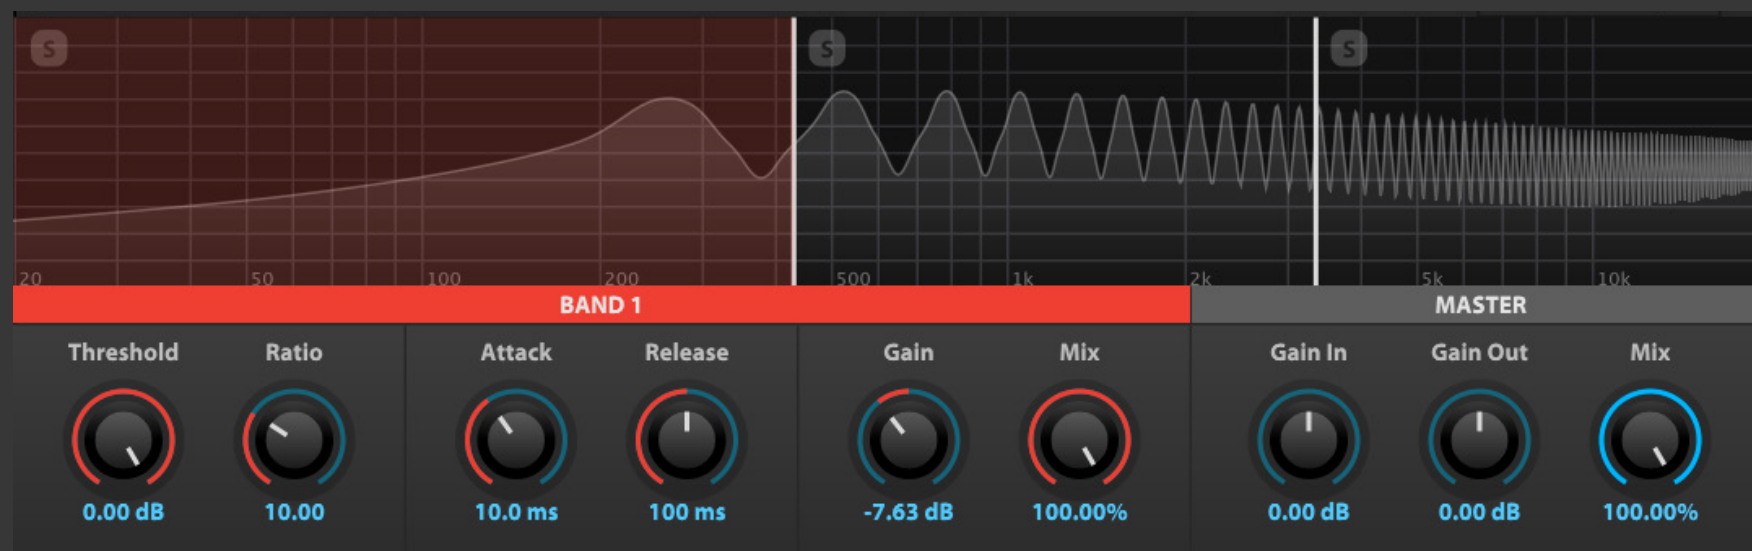 S S S
20 50 100 200 500 1k 2k 5k 10k
BAND 1 MASTER
Threshold Ratio Attack Release Gain Mix Gain In Gain Out Mix
0.00 dB 10.00 10.0 ms 100 ms -7.63 dB 100.00% 0.00 dB 0.00 dB 100.00%